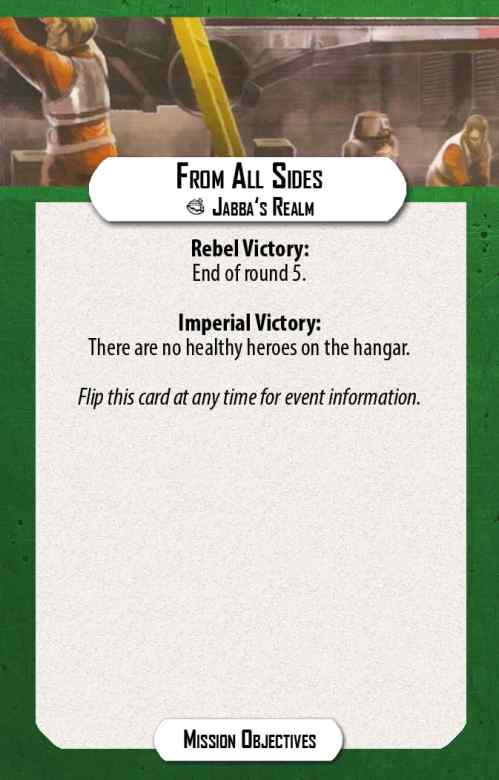 From All Sides
Jabba's Realm
Rebel Victory:
End of round 5.
Imperial Victory:
There are no healthy heroes on the hangar.
Flip this card at any time for event information.
Mission Objectives